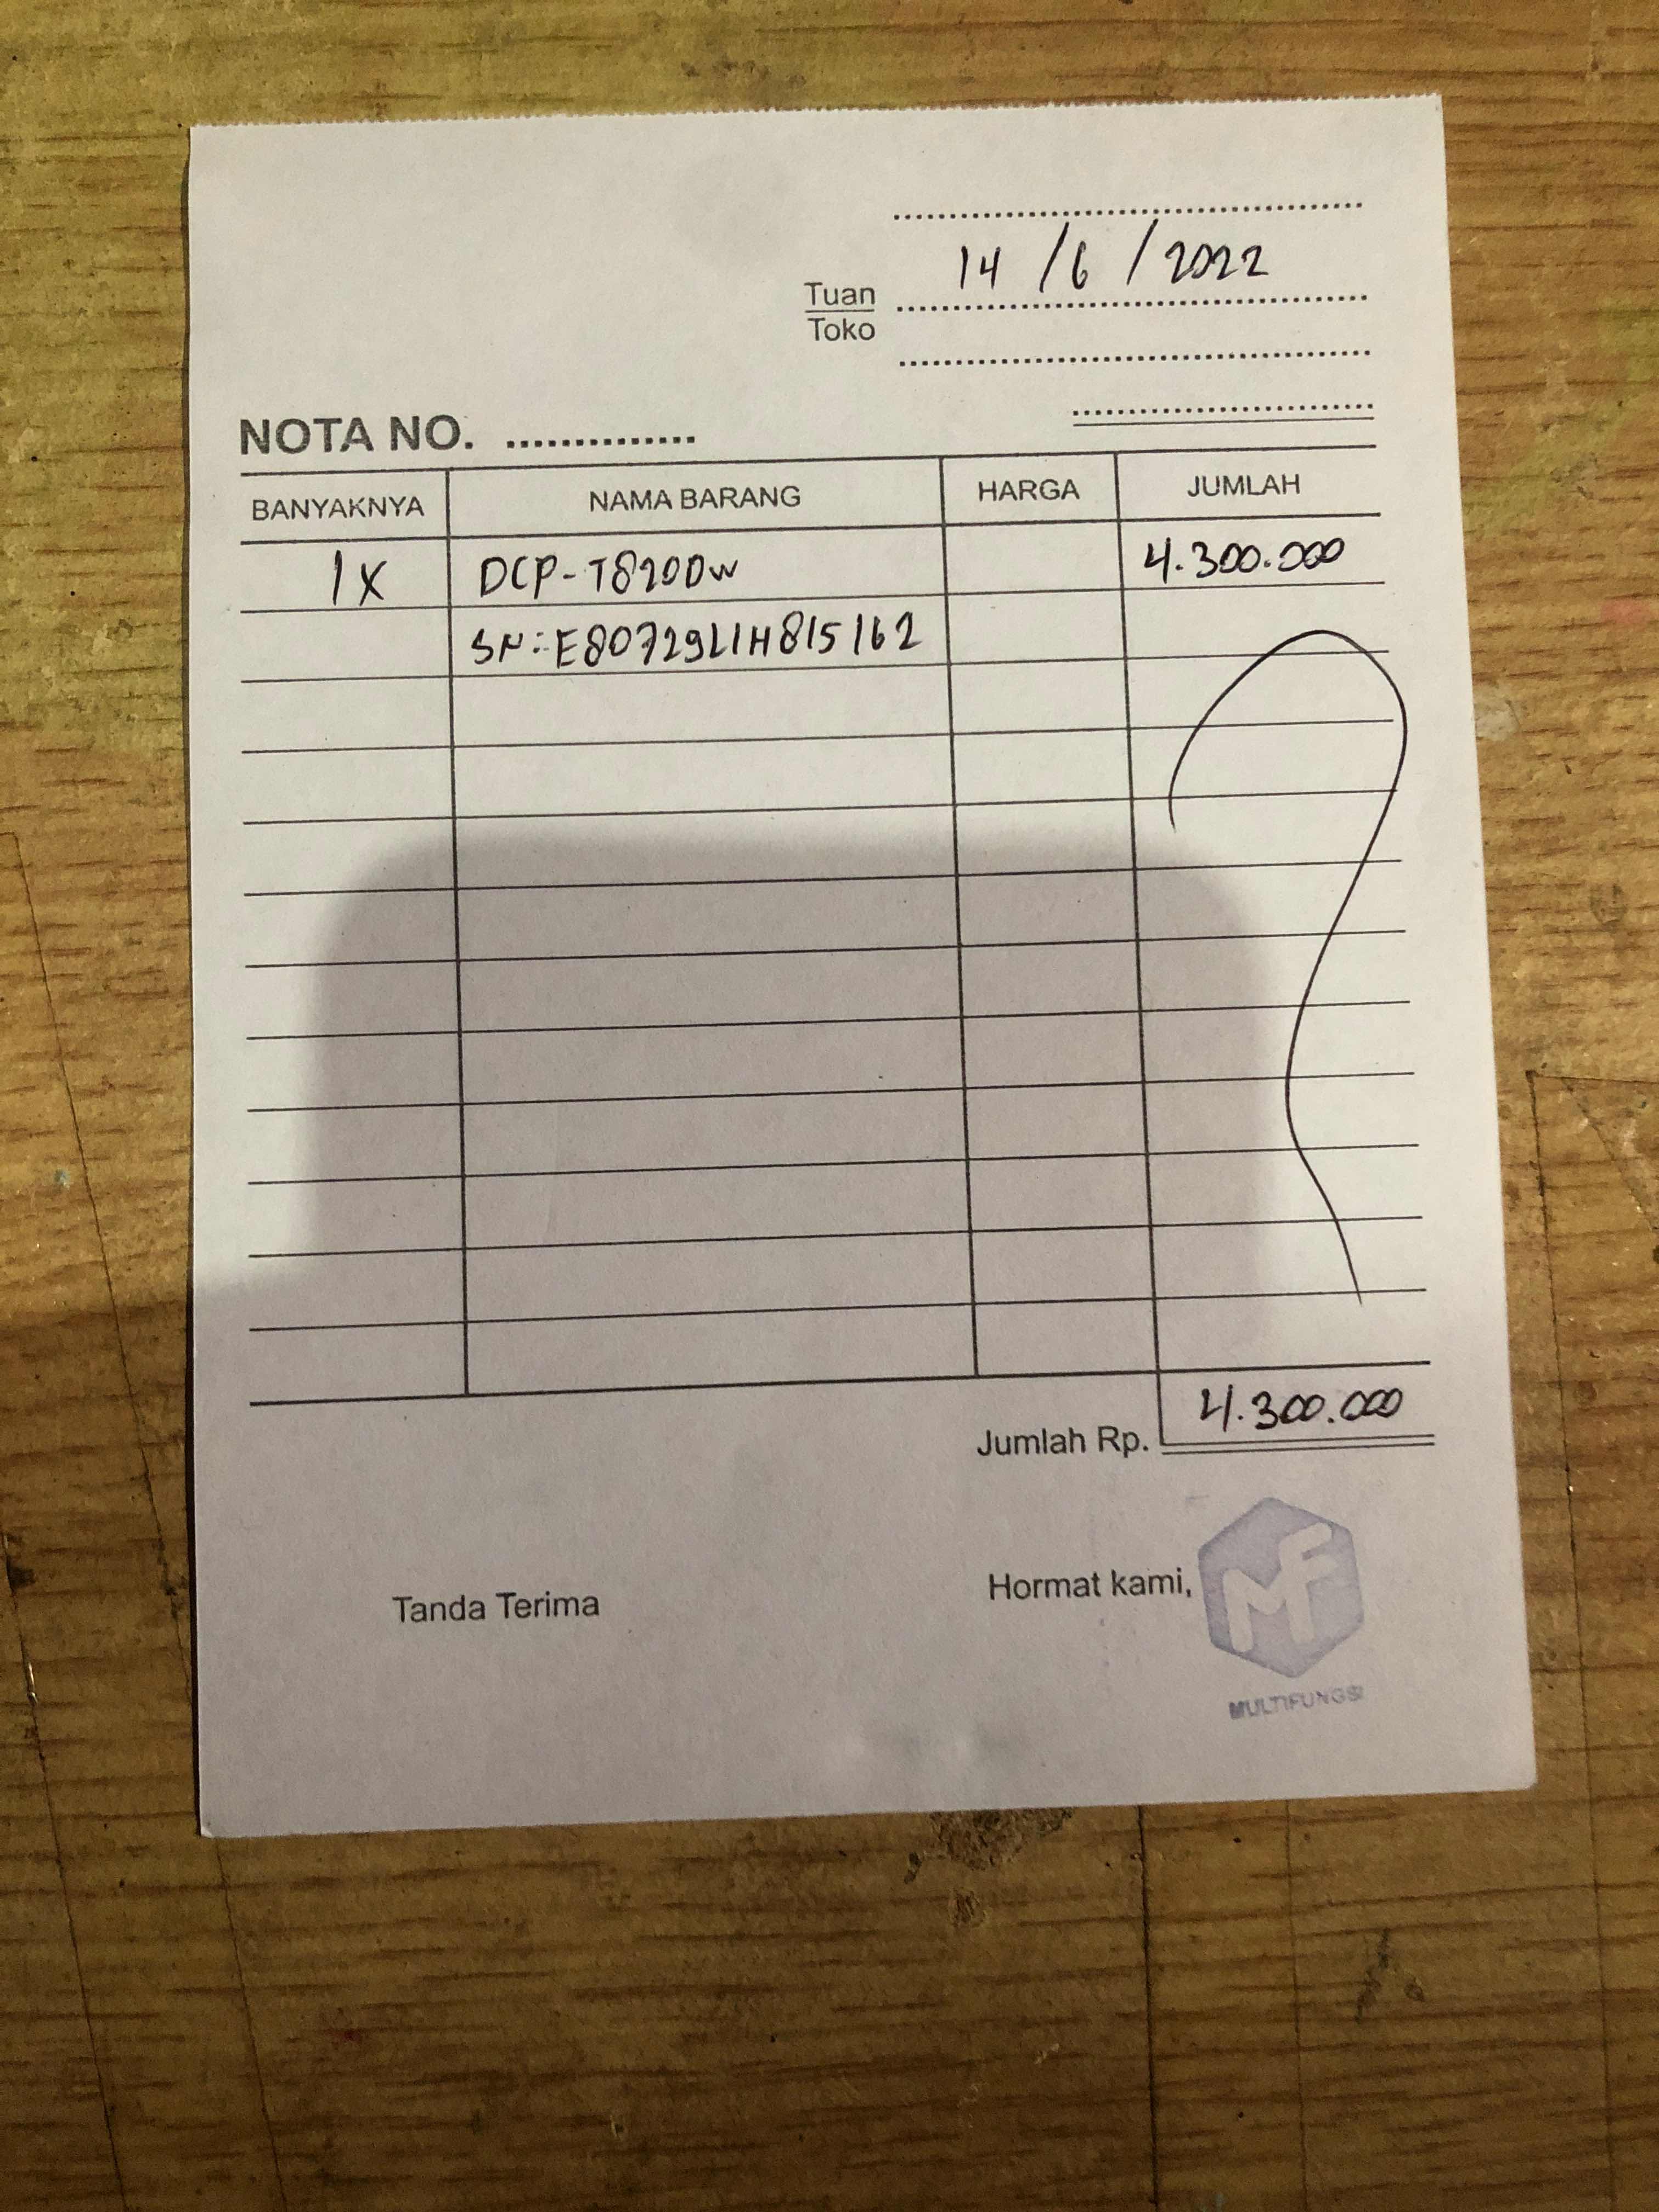 14/6/2022
Tuan
Toko
NOTA NO. ..............
BANYAKNYA NAMA BARANG HARGA JUMLAH
1X DCP-T820DW 4.300.000
SN:E80729L1H815162
Jumlah Rp. 4.300.000
Tanda Terima Hormat kami,
MF
MULTIFUNGSI